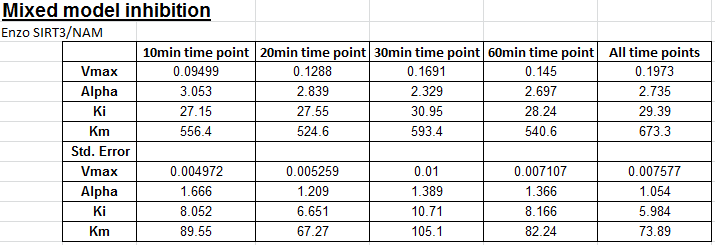 Mixed model inhibition
Enzo SIRT3/NAM
10min time point 20min time point 30min time point 60min time point All time points
Vmax 0.09499 0.1288 0.1691 0.145 0.1973
Alpha 3.053 2.839 2.329 2.697 2.735
Ki 27.15 27.55 30.95 28.24 29.39
Km 556.4 524.6 593.4 540.6 673.3
Std. Error
Vmax 0.004972 0.005259 0.01 0.007107 0.007577
Alpha 1.666 1.209 1.389 1.366 1.054
Ki 8.052 6.651 10.71 8.166 5.984
Km 89.55 67.27 105.1 82.24 73.89